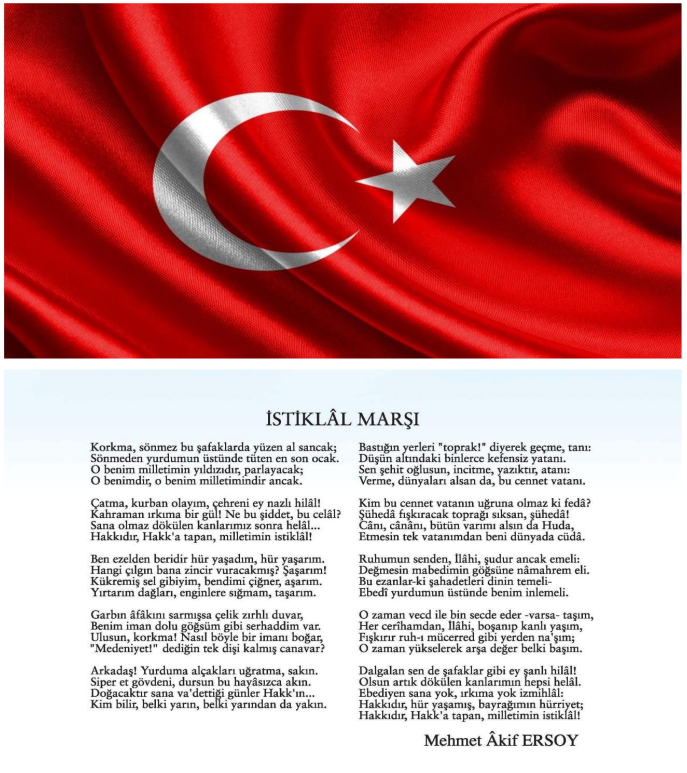 İSTİKLÂL MARŞI
Korkma, sönmez bu şafaklarda yüzen al sancak;
Sönmeden yurdumun üstünde tüten en son ocak.
O benim milletimin yıldızıdır, parlayacak;
O benimdir, o benim milletimindir ancak.
Çatma, kurban olayım, çehreni ey nazlı hilâl!
Kahraman ırkıma bir gül! Ne bu şiddet, bu celâl?
Sana olmaz dökülen kanlarımız sonra helâl...
Hakkıdır, Hakk'a tapan, milletimin istiklâl!
Ben ezelden beridir hür yaşadım, hür yaşarım.
Hangi çılgın bana zincir vuracakmış? Şaşarım!
Kükremiş sel gibiyim, bendimi çiğner, aşarım.
Yırtarım dağları, enginlere sığmam, taşarım.
Garbın âfâkını sarmışsa çelik zırhlı duvar,
Benim iman dolu göğsüm gibi serhaddim var.
Ulusun, korkma! Nasıl böyle bir imanı boğar,
"Medeniyet!" dediğin tek dişi kalmış canavar?
Arkadaş! Yurduma alçakları uğratma, sakın.
Siper et gövdeni, dursun bu hayâsızca akın.
Doğacaktır sana va'dettiği günler Hakk'ın...
Kim bilir, belki yarın, belki yarından da yakın.
Bastığın yerleri "toprak!" diyerek geçme, tanı:
Düşün altındaki binlerce kefensiz yatanı.
Sen şehit oğlusun, incitme, yazıktır, atanı:
Verme, dünyaları alsan da, bu cennet vatanı.
Kim bu cennet vatanın uğruna olmaz ki fedâ?
Şühedâ fışkıracak toprağı sıksan, şühedâ!
Cânı, cânânı, bütün varımı alsın da Huda,
Etmesin tek vatanımdan beni dünyada cüdâ.
Ruhumun senden, İlâhi, şudur ancak emeli:
Değmesin mabedimin göğsüne nâmahrem eli.
Bu ezanlar-ki şahadetleri dinin temeli-
Ebedî yurdumun üstünde benim inlemeli.
O zaman vecd ile bin secde eder -varsa- taşım,
Her cerîhamdan, İlâhi, boşanıp kanlı yaşım,
Fışkırır ruh-ı mücerred gibi yerden na'şım;
O zaman yükselerek arşa değer belki başım.
Dalgalan sen de şafaklar gibi ey şanlı hilâl!
Olsun artık dökülen kanlarımın hepsi helâl.
Ebediyen sana yok, ırkıma yok izmihlâl:
Hakkıdır, hür yaşamış, bayrağımın hürriyet;
Hakkıdır, Hakk'a tapan, milletimin istiklâl!
Mehmet Âkif ERSOY